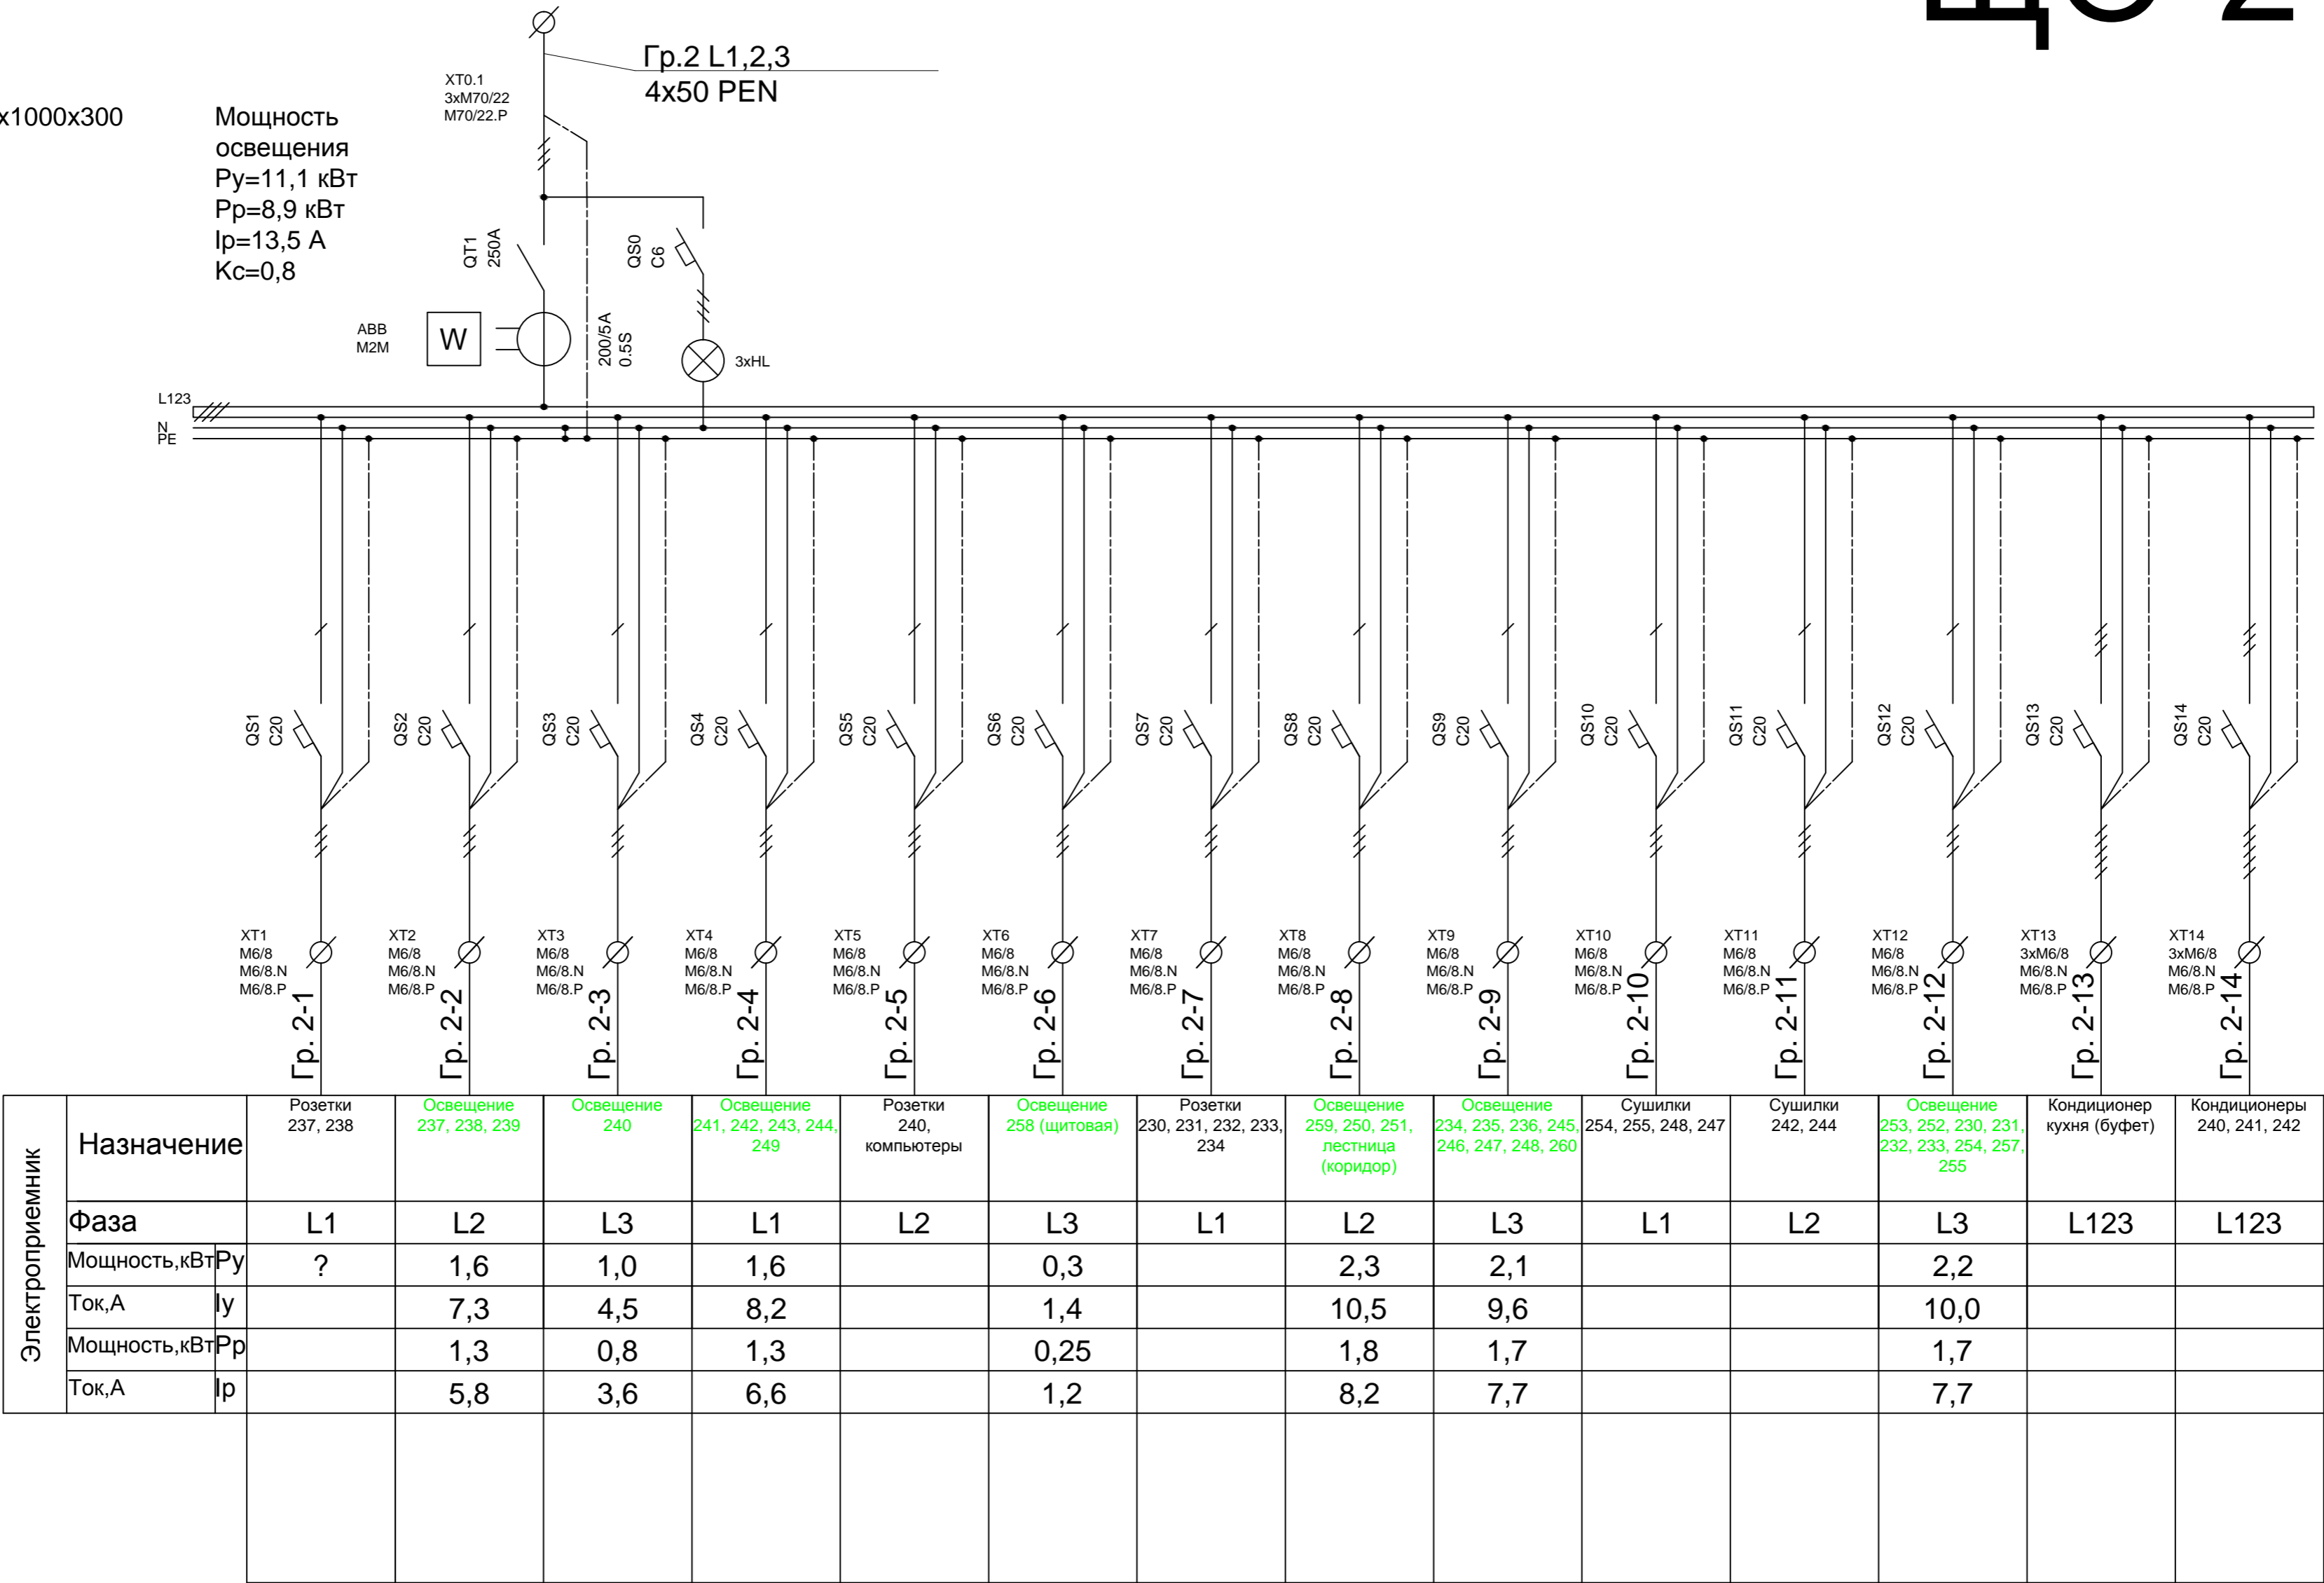 ЩО 2
x1000x300
Мощность
освещения
Ру=11,1 кВт
Рр=8,9 кВт
Iр=13,5 А
Кс=0,8
XT0.1
3xM70/22
M70/22.P
Гр.2 L1,2,3
4x50 PEN
QT1
250A
QS0
C6
ABB
M2M
W
200/5A
0.5S
3xHL
L123
N
PE
QS1
C20
QS2
C20
QS3
C20
QS4
C20
QS5
C20
QS6
C20
QS7
C20
QS8
C20
QS9
C20
QS10
C20
QS11
C20
QS12
C20
QS13
C20
QS14
C20
XT1
M6/8
M6/8.N
M6/8.P
Гр. 2-1
XT2
M6/8
M6/8.N
M6/8.P
Гр. 2-2
XT3
M6/8
M6/8.N
M6/8.P
Гр. 2-3
XT4
M6/8
M6/8.N
M6/8.P
Гр. 2-4
XT5
M6/8
M6/8.N
M6/8.P
Гр. 2-5
XT6
M6/8
M6/8.N
M6/8.P
Гр. 2-6
XT7
M6/8
M6/8.N
M6/8.P
Гр. 2-7
XT8
M6/8
M6/8.N
M6/8.P
Гр. 2-8
XT9
M6/8
M6/8.N
M6/8.P
Гр. 2-9
XT10
M6/8
M6/8.N
M6/8.P
Гр. 2-10
XT11
M6/8
M6/8.N
M6/8.P
Гр. 2-11
XT12
M6/8
M6/8.N
M6/8.P
Гр. 2-12
XT13
3xM6/8
M6/8.N
M6/8.P
Гр. 2-13
XT14
3xM6/8
M6/8.N
M6/8.P
Гр. 2-14
Электроприемник
Назначение
Розетки
237, 238
Освещение
237, 238, 239
Освещение
240
Освещение
241, 242, 243, 244,
249
Розетки
240,
компьютеры
Освещение
258 (щитовая)
Розетки
230, 231, 232, 233,
234
Освещение
259, 250, 251,
лестница
(коридор)
Освещение
234, 235, 236, 245,
246, 247, 248, 260
Сушилки
254, 255, 248, 247
Сушилки
242, 244
Освещение
253, 252, 230, 231,
232, 233, 254, 257,
255
Кондиционер
кухня (буфет)
Кондиционеры
240, 241, 242
Фаза L1 L2 L3 L1 L2 L3 L1 L2 L3 L1 L2 L3 L123 L123
Мощность,кВт Ру ? 1,6 1,0 1,6 0,3 2,3 2,1 2,2
Ток,А Iу 7,3 4,5 8,2 1,4 10,5 9,6 10,0
Мощность,кВт Рр 1,3 0,8 1,3 0,25 1,8 1,7 1,7
Ток,А Iр 5,8 3,6 6,6 1,2 8,2 7,7 7,7